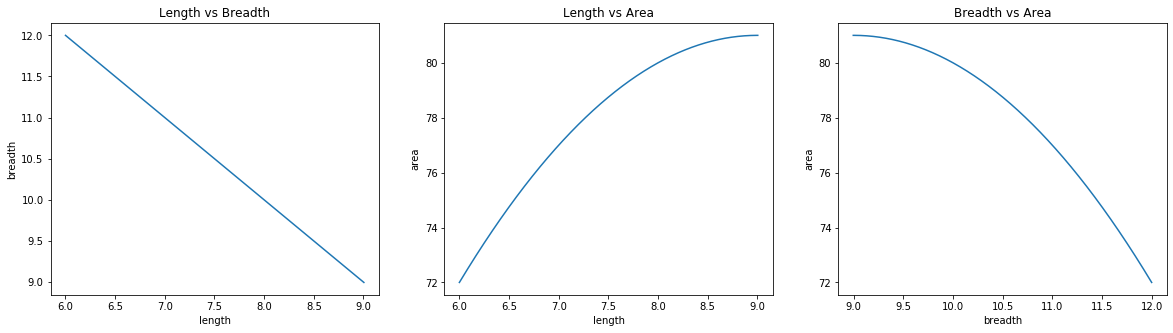 Length vs Breadth
12.0
11.5
11.0
10.5
10.0
9.5
9.0
breadth
6.0 6.5 7.0 7.5 8.0 8.5 9.0
length
Length vs Area
80
78
76
74
72
area
6.0 6.5 7.0 7.5 8.0 8.5 9.0
length
Breadth vs Area
80
78
76
74
72
area
9.0 9.5 10.0 10.5 11.0 11.5 12.0
breadth